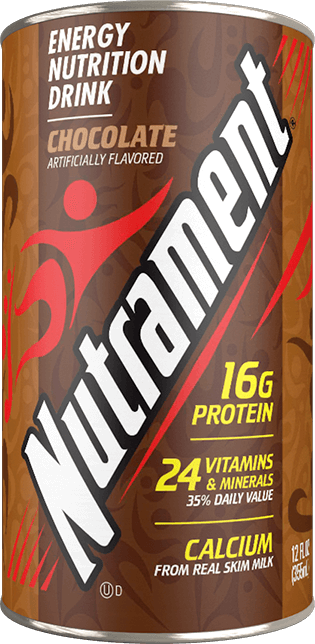 ENERGY
NUTRITION
DRINK
CHOCOLATE
ARTIFICIALLY FLAVORED
Nutrament®
16G
PROTEIN
24 VITAMINS
& MINERALS
35% DAILY VALUE
CALCIUM
FROM REAL SKIM MILK
12 FL OZ
(355mL)
Ⓤ D